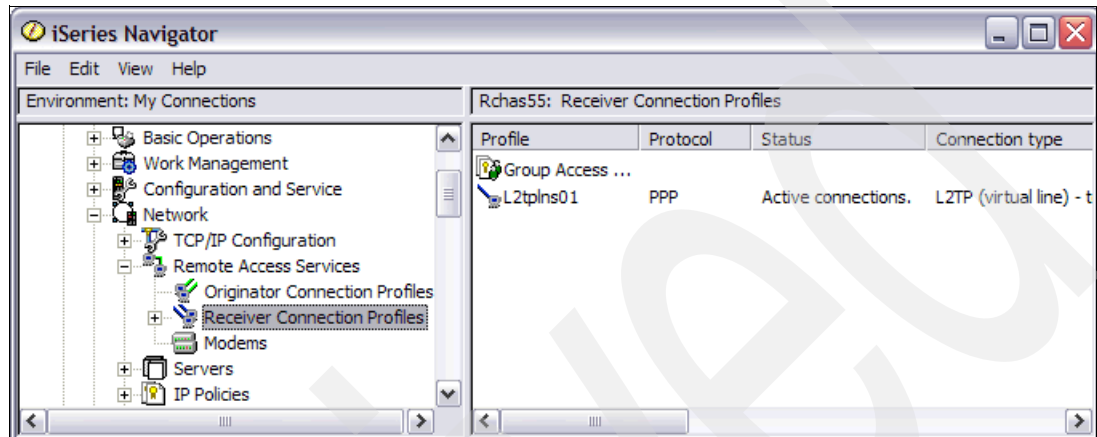 iSeries Navigator
File Edit View Help
Environment: My Connections
Rchas55: Receiver Connection Profiles
Basic Operations
Work Management
Configuration and Service
Network
TCP/IP Configuration
Remote Access Services
Originator Connection Profiles
Receiver Connection Profiles
Modems
Servers
IP Policies
Profile Protocol Status Connection type
Group Access ...
L2tplns01 PPP Active connections. L2TP (virtual line) - t